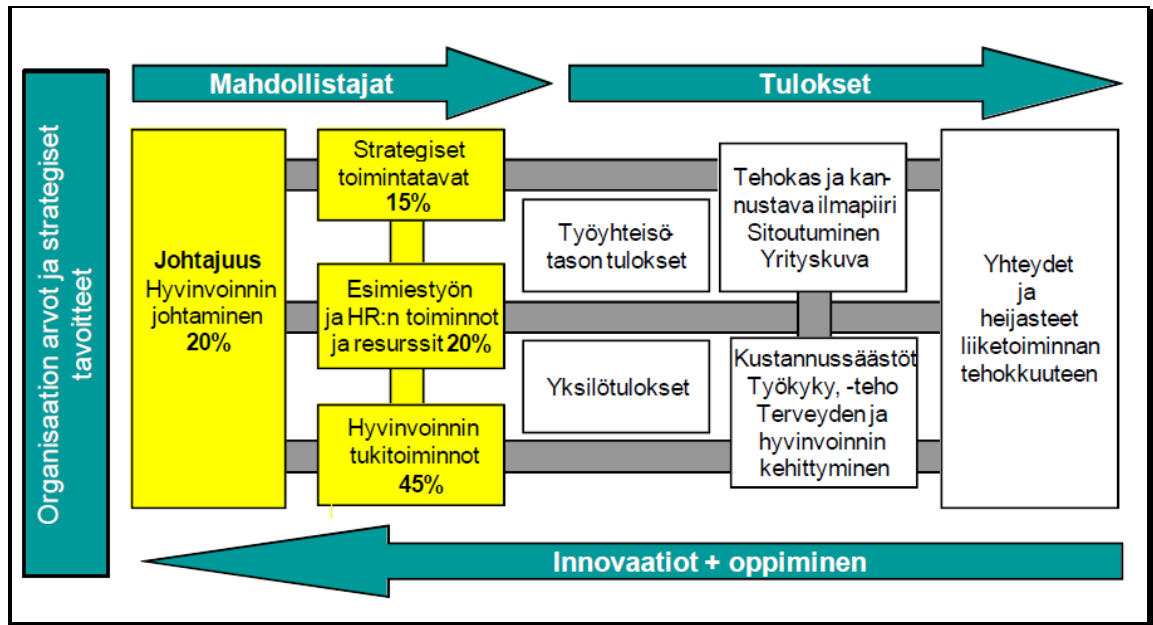 Organisaation arvot ja strategiset
tavoitteet
Mahdollistajat
Tulokset
Johtajuus
Hyvinvoinnin
johtaminen
20%
Strategiset
toimintatavat
15%
Esimiestyön
ja HR:n toiminnot
ja resurssit 20%
Hyvinvoinnin
tukitoiminnot
45%
Työyhteisö-
tason tulokset
Yksilötulokset
Tehokas ja kan-
nustava ilmapiiri
Sitoutuminen
Yrityskuva
Kustannussäästöt
Työkyky, -teho
Terveyden ja
hyvinvoinnin
kehittyminen
Yhteydet
ja
heijasteet
liiketoiminnan
tehokkuuteen
Innovaatiot + oppiminen